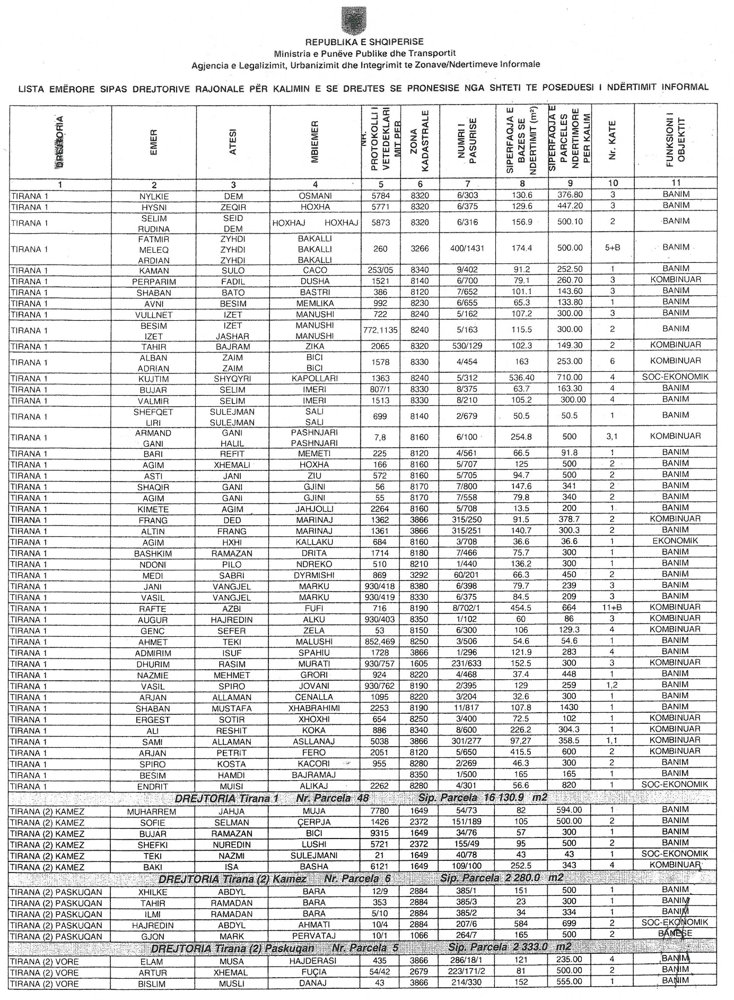 REPUBLIKA E SHQIPERISE
Ministria e Punëve Publike dhe Transportit
Agjencia e Legalizimit, Urbanizimit dhe Integrimit te Zonave/Ndertimeve Informale
LISTA EMËRORE SIPAS DREJTORIVE RAJONALE PËR KALIMIN E SE DREJTES SE PRONESISE NGA SHTETI TE POSEDUESI I NDËRTIMIT INFORMAL
DREJTORIA EMER ATESI MBIEMER NR. PROTOKOLLI I VETEDEKLARIMIT PER ZONA KADASTRALE NUMRI I PASURISE SIPERFAQJA E BAZES SE NDERTIMIT (m²) SIPERFAQJA E PARCELES NDERTIMORE PER KALIM Nr. KATE FUNKSIONI I OBJEKTIT
1 2 3 4 5 6 7 8 9 10 11
TIRANA 1 NYLKIE DEM OSMANI 5784 8320 6/303 130.6 376.80 3 BANIM
TIRANA 1 HYSNI ZEQIR HOXHA 5771 8320 6/375 129.6 447.20 3 BANIM
SELIM SEID
TIRANA 1 HOXHAJ HOXHAJ 5873 8320 6/316 156.9 500.10 2 BANIM
RUDINA DEM
FATMIR ZYHDI BAKALLI
TIRANA 1 MELEQ ZYHDI BAKALLI 260 3266 400/1431 174.4 500.00 5+B BANIM
ARDIAN ZYHDI BAKALLI
TIRANA 1 KAMAN SULO CACO 253/05 8340 9/402 91.2 252.50 1 BANIM
TIRANA 1 PERPARIM FADIL DUSHA 1521 8140 6/700 79.1 260.70 3 KOMBINUAR
TIRANA 1 SHABAN BATO BASTRI 386 8120 7/652 101.1 143.60 3 BANIM
TIRANA 1 AVNI BESIM MEMLIKA 992 8230 6/655 65.3 133.80 1 BANIM
TIRANA 1 VULLNET IZET MANUSHI 722 8240 5/162 107.2 300.00 3 BANIM
BESIM IZET MANUSHI
TIRANA 1 772,1135 8240 5/163 115.5 300.00 2 BANIM
IZET JASHAR MANUSHI
TIRANA 1 TAHIR BAJRAM ZIKA 2065 8320 530/129 102.3 149.30 2 KOMBINUAR
ALBAN ZAIM BICI
TIRANA 1 1578 8330 4/454 163 253.00 6 KOMBINUAR
ADRIAN ZAIM BICI
TIRANA 1 KUJTIM SHYQYRI KAPOLLARI 1363 8240 5/312 536.40 710.00 4 SOC-EKONOMIK
TIRANA 1 BUJAR SELIM IMERI 807/1 8330 8/375 63.7 163.30 4 BANIM
TIRANA 1 VALMIR SELIM IMERI 1513 8330 8/210 105.2 300.00 4 BANIM
SHEFQET SULEJMAN SALI
TIRANA 1 699 8140 2/679 50.5 50.5 1 BANIM
LIRI SULEJMAN SALI
ARMAND GANI PASHNJARI
TIRANA 1 7,8 8160 6/100 254.8 500 3,1 KOMBINUAR
GANI HALIL PASHNJARI
TIRANA 1 BARI REFIT MEMETI 225 8120 4/561 66.5 91.8 1 BANIM
TIRANA 1 AGIM XHEMALI HOXHA 166 8160 5/707 125 500 2 BANIM
TIRANA 1 ASTI JANI ZIU 572 8160 5/705 94.7 500 2 BANIM
TIRANA 1 SHAQIR GANI GJINI 56 8170 7/800 147.6 341 2 BANIM
TIRANA 1 AGIM GANI GJINI 55 8170 7/558 79.8 340 2 BANIM
TIRANA 1 KIMETE AGIM JAHJOLLI 2264 8160 5/708 13.5 200 1 BANIM
TIRANA 1 FRANG DED MARINAJ 1362 3866 315/250 91.5 378.7 2 KOMBINUAR
TIRANA 1 ALTIN FRANG MARINAJ 1361 3866 315/251 140.7 300.3 2 BANIM
TIRANA 1 AGIM HXHI KALLAKU 684 8160 3/708 36.6 36.6 1 EKONOMIK
TIRANA 1 BASHKIM RAMAZAN DRITA 1714 8180 7/466 75.7 300 1 BANIM
TIRANA 1 NDONI PILO NDREKO 510 8210 1/440 136.2 300 1 BANIM
TIRANA 1 MEDI SABRI DYRMISHI 869 3292 60/201 66.3 450 2 BANIM
TIRANA 1 JANI VANGJEL MARKU 930/418 8380 6/398 79.7 239 3 BANIM
TIRANA 1 VASIL VANGJEL MARKU 930/419 8330 6/375 84.5 209 3 BANIM
TIRANA 1 RAFTE AZBI FUFI 716 8190 8/702/1 454.5 664 11+B KOMBINUAR
TIRANA 1 AUGUR HAJREDIN ALKU 930/403 8350 1/102 60 86 3 KOMBINUAR
TIRANA 1 GENC SEFER ZELA 53 8150 6/300 106 129.3 4 KOMBINUAR
TIRANA 1 AHMET TEKI MALUSHI 852,469 8250 3/506 54.6 54.6 1 BANIM
TIRANA 1 ADMIRIM ISUF SPAHIU 1728 3866 1/296 121.9 283 4 BANIM
TIRANA 1 DHURIM RASIM MURATI 930/757 1605 231/633 152.5 300 3 KOMBINUAR
TIRANA 1 NAZMIE MEHMET GRORI 924 8220 4/468 37.4 448 1 BANIM
TIRANA 1 VASIL SPIRO JOVANI 930/762 8190 2/395 129 259 1,2 BANIM
TIRANA 1 ARJAN ALLAMAN CENALLA 1095 8220 3/204 32.6 300 1 BANIM
TIRANA 1 SHABAN MUSTAFA XHABRAHIMI 2253 8190 11/817 107.8 1430 1 BANIM
TIRANA 1 ERGEST SOTIR XHOXHI 654 8250 3/400 72.5 102 1 KOMBINUAR
TIRANA 1 ALI RESHIT KOKA 886 8340 8/600 226.2 304.3 1 KOMBINUAR
TIRANA 1 SAMI ALLAMAN ASLLANAJ 5038 3866 301/277 97,27 358.5 1,1 KOMBINUAR
TIRANA 1 ARJAN PETRIT FERO 2051 8120 5/650 415.5 600 2 KOMBINUAR
TIRANA 1 SPIRO KOSTA KACORI 955 8280 2/269 46.3 300 2 BANIM
TIRANA 1 BESIM HAMDI BAJRAMAJ 8350 1/500 165 165 1 BANIM
TIRANA 1 ENDRIT MUISI ALIKAJ 2262 8280 4/301 56.6 820 1 SOC-EKONOMIK
DREJTORIA Tirana 1 Nr. Parcela 48 Sip. Parcela 16 130.9 m2
TIRANA (2) KAMEZ MUHARREM JAHJA MUJA 7780 1649 54/73 82 594.00 1 BANIM
TIRANA (2) KAMEZ SOFIE SELMAN ÇERPJA 1426 2372 151/189 105 500.00 2 BANIM
TIRANA (2) KAMEZ BUJAR RAMAZAN BICI 9315 1649 34/76 57 300 1 BANIM
TIRANA (2) KAMEZ SHEFKI NUREDIN LUSHI 5721 2372 155/49 95 500 2 BANIM
TIRANA (2) KAMEZ TEKI NAZMI SULEJMANI 21 1649 40/78 43 43 1 SOC-EKONOMIK
TIRANA (2) KAMEZ BAKI ISA BASHA 6121 1649 109/100 252.5 343 4 KOMBINUAR
DREJTORIA Tirana (2) Kamez Nr. Parcela 6 Sip. Parcela 2 280.0 m2
TIRANA (2) PASKUQAN XHILKE ABDYL BARA 12/9 2884 385/1 151 500 1 BANIM
TIRANA (2) PASKUQAN TAHIR RAMADAN BARA 353 2884 385/3 23 300 1 BANIM
TIRANA (2) PASKUQAN ILMI RAMADAN BARA 5/10 2884 385/2 34 334 1 BANIM
TIRANA (2) PASKUQAN HAJREDIN ABDYL AHMATI 10/4 2884 207/6 584 699 2 SOC-EKONOMIK
TIRANA (2) PASKUQAN GJON MARK PERVATAJ 10/1 1066 264/7 165 500 2 BANESE
DREJTORIA Tirana (2) Paskuqan Nr. Parcela 5 Sip. Parcela 2 333.0 m2
TIRANA (2) VORE ELAM MUSA HAJDERASI 435 3866 286/18/1 121 235.00 4 BANIM
TIRANA (2) VORE ARTUR XHEMAL FUÇIA 54/42 2679 223/171/2 81 500.00 2 BANIM
TIRANA (2) VORE BISLIM MUSLI DANAJ 43 3866 214/330 152 555.00 1 BANIM